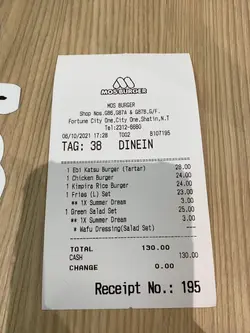 MOS BURGER
MOS BURGER
Shop Nos.G86,G87A & G87B,G/F.
Fortune City One,City One,Shatin,N.T
Tel:2312-6680
06/10/2021 17:28 T002 B107195
TAG: 38 DINEIN
1 Ebi Katsu Burger (Tartar) 28.00
1 Chicken Burger 24.00
1 Kimpira Rice Burger 24.00
1 Fries (L) Set 23.00
** 1X Summer Dream 3.00
1 Green Salad Set 25.00
** 1X Summer Dream 3.00
* Wafu Dressing(Salad Set) --
TOTAL 130.00
CASH 130.00
CHANGE 0.00
Receipt No.: 195